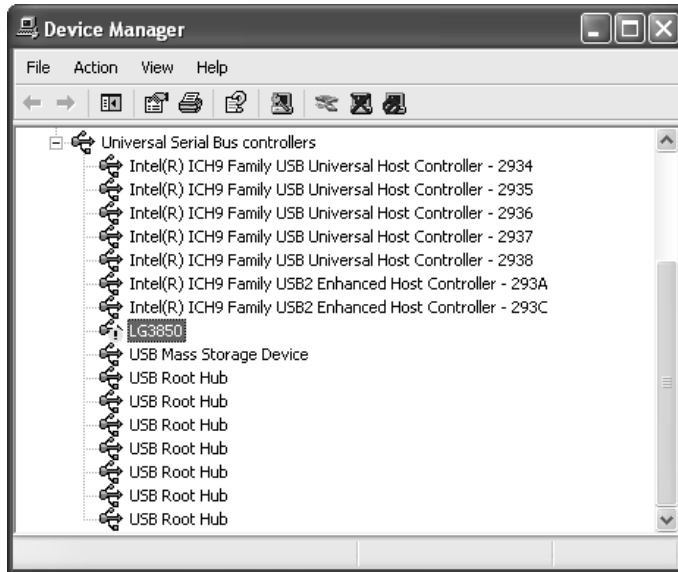 Device Manager
File Action View Help
Universal Serial Bus controllers
Intel(R) ICH9 Family USB Universal Host Controller - 2934
Intel(R) ICH9 Family USB Universal Host Controller - 2935
Intel(R) ICH9 Family USB Universal Host Controller - 2936
Intel(R) ICH9 Family USB Universal Host Controller - 2937
Intel(R) ICH9 Family USB Universal Host Controller - 2938
Intel(R) ICH9 Family USB2 Enhanced Host Controller - 293A
Intel(R) ICH9 Family USB2 Enhanced Host Controller - 293C
LG3850
USB Mass Storage Device
USB Root Hub
USB Root Hub
USB Root Hub
USB Root Hub
USB Root Hub
USB Root Hub
USB Root Hub